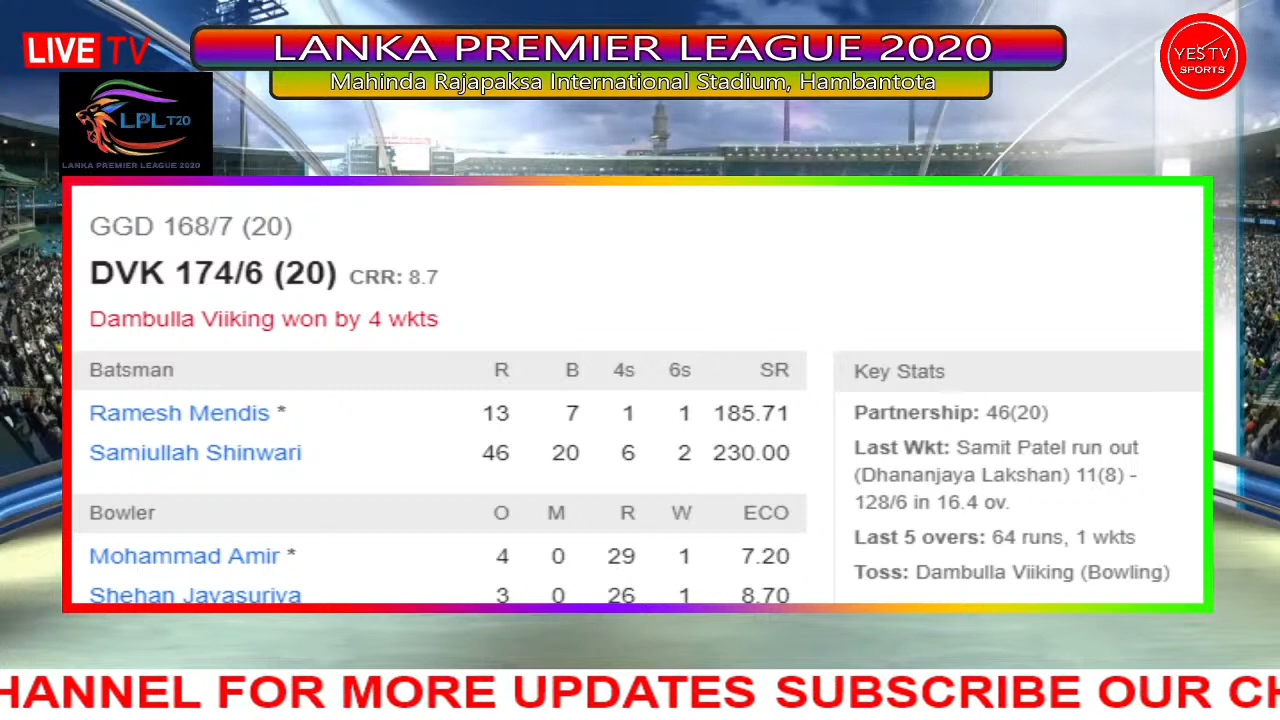 LIVE TV
LANKA PREMIER LEAGUE 2020
Mahinda Rajapaksa International Stadium, Hambantota
YES TV
SPORTS
LPL T20
LANKA PREMIER LEAGUE 2020
GGD 168/7 (20)
DVK 174/6 (20) CRR: 8.7
Dambulla Viiking won by 4 wkts
Batsman R B 4s 6s SR
Ramesh Mendis * 13 7 1 1 185.71
Samiullah Shinwari 46 20 6 2 230.00
Bowler O M R W ECO
Mohammad Amir * 4 0 29 1 7.20
Shehan Jayasuriya 3 0 26 1 8.70
Key Stats
Partnership: 46(20)
Last Wkt: Samit Patel run out
(Dhananjaya Lakshan) 11(8) -
128/6 in 16.4 ov.
Last 5 overs: 64 runs, 1 wkts
Toss: Dambulla Viiking (Bowling)
HANNEL FOR MORE UPDATES SUBSCRIBE OUR CH